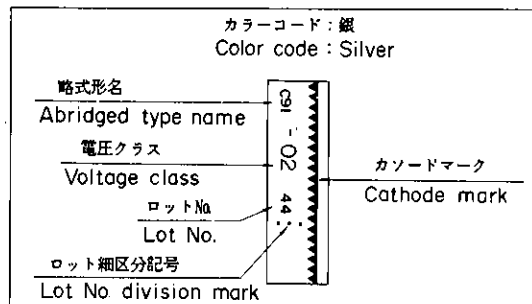 カラーコード：銀
Color code : Silver
略式形名
Abridged type name
電圧クラス
Voltage class
ロットNo.
Lot No.
ロット細区分記号
Lot No division mark
C91 -02 44
カソードマーク
Cathode mark